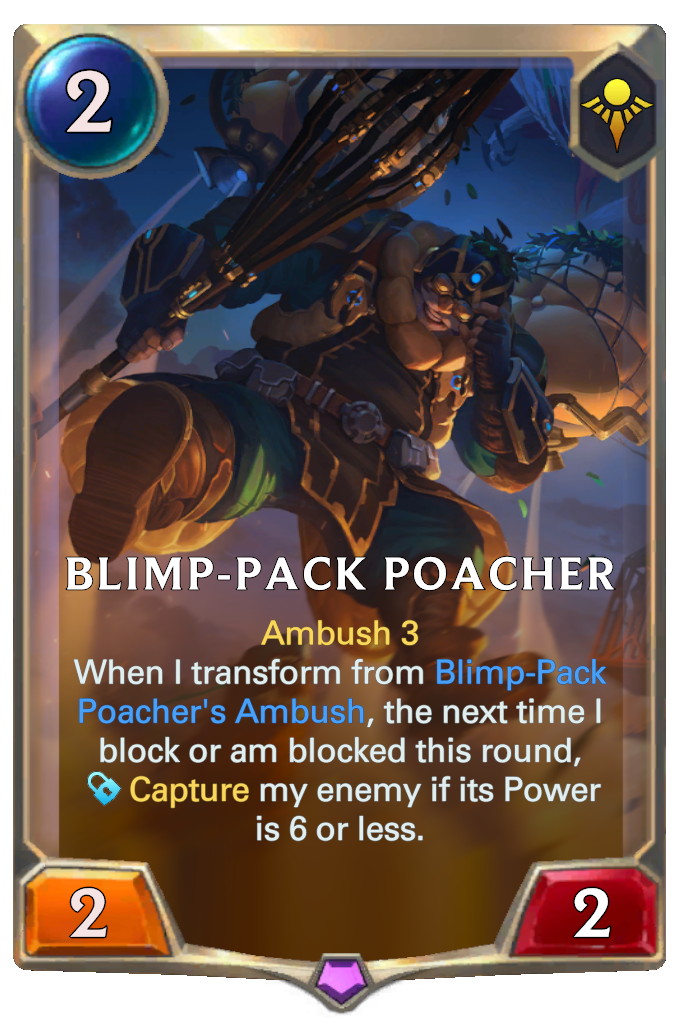 2
BLIMP-PACK POACHER
Ambush 3
When I transform from Blimp-Pack
Poacher's Ambush, the next time I
block or am blocked this round,
Capture my enemy if its Power
is 6 or less.
2
2